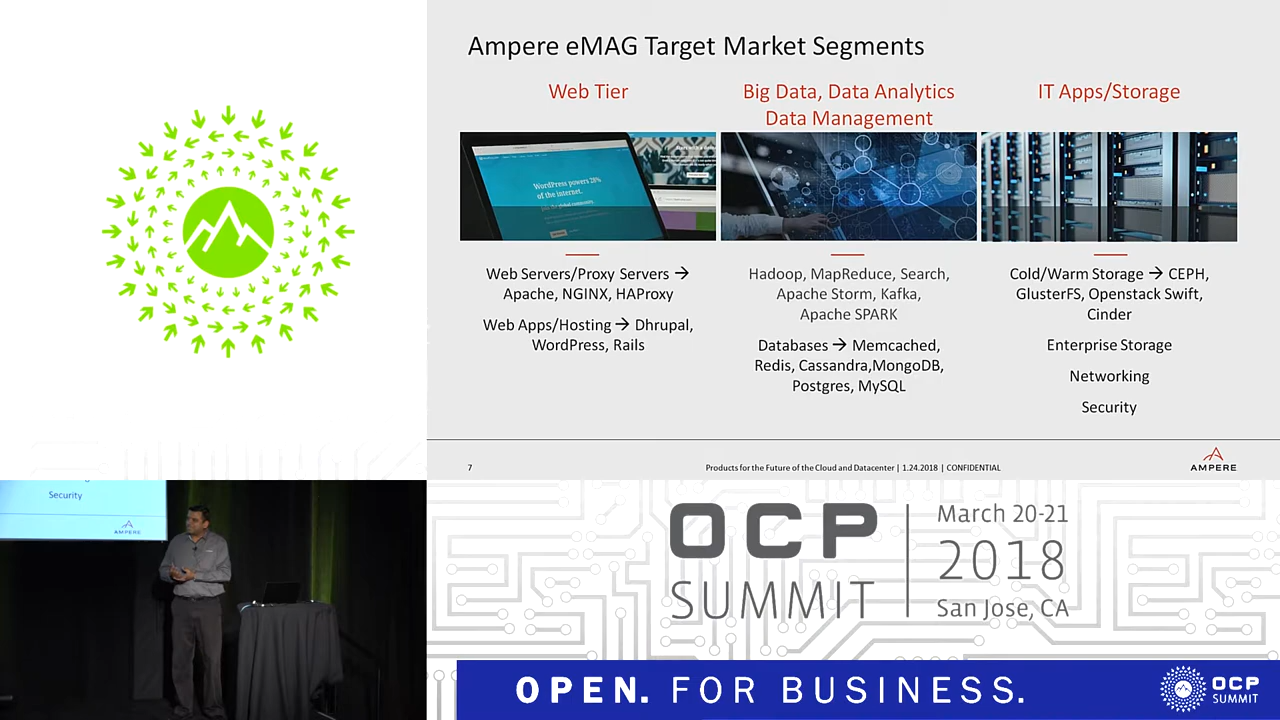 Ampere eMAG Target Market Segments
Web Tier
WordPress powers 28%
of the internet.
Web Servers/Proxy Servers →
Apache, NGINX, HAProxy
Web Apps/Hosting → Dhrupal,
WordPress, Rails
Big Data, Data Analytics
Data Management
Hadoop, MapReduce, Search,
Apache Storm, Kafka,
Apache SPARK
Databases → Memcached,
Redis, Cassandra,MongoDB,
Postgres, MySQL
IT Apps/Storage
Cold/Warm Storage → CEPH,
GlusterFS, Openstack Swift,
Cinder
Enterprise Storage
Networking
Security
7
Products for the Future of the Cloud and Datacenter | 1.24.2018 | CONFIDENTIAL
AMPERE
Security
AMPERE
OCP
SUMMIT
March 20-21
2018
San Jose, CA
OPEN. FOR BUSINESS.
OCP
SUMMIT